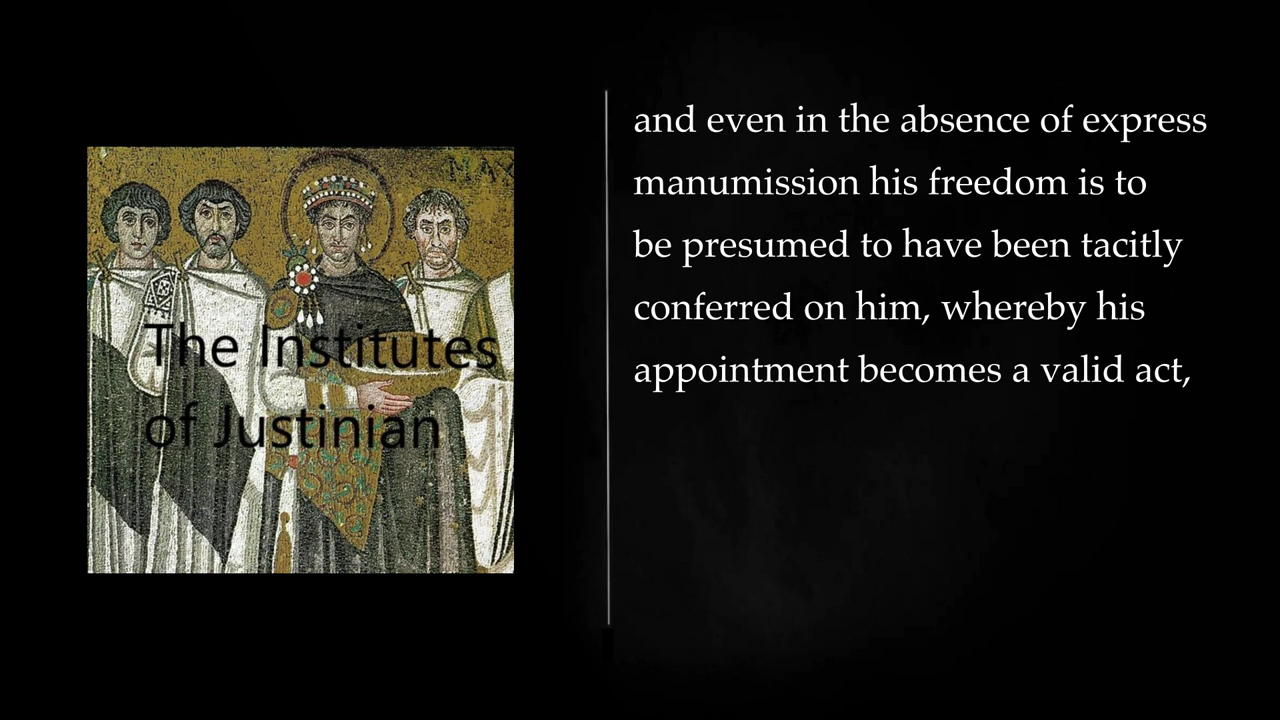 MAX
The Institutes
of Justinian
and even in the absence of express
manumission his freedom is to
be presumed to have been tacitly
conferred on him, whereby his
appointment becomes a valid act,